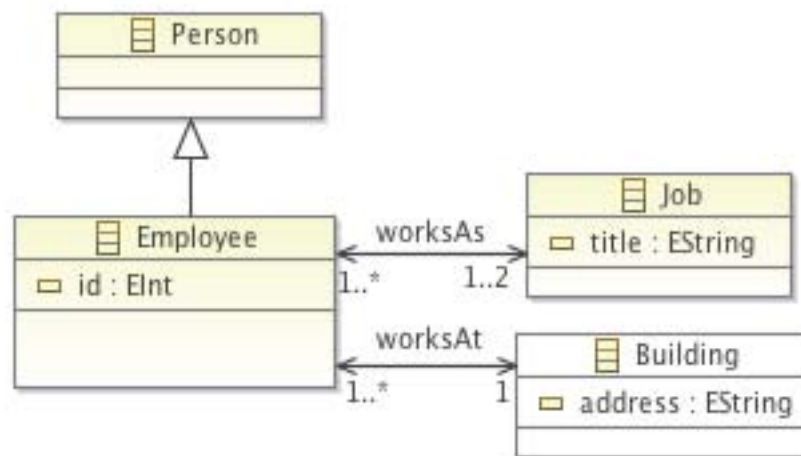 Person
Employee
id : EInt
worksAs
1..*
1..2
Job
title : EString
worksAt
1..*
1
Building
address : EString